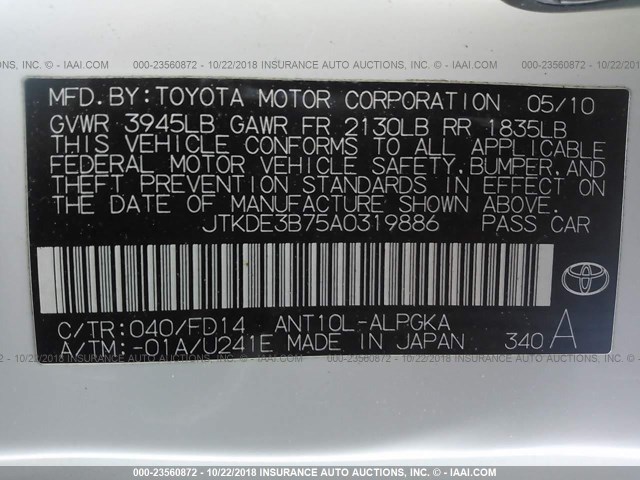 000-23560872 - 10/22/2018 INSURANCE AUTO AUCTIONS - © IAAI.COM
MFD.BY:TOYOTA MOTOR CORPORATION 05/10
GVWR 3945LB GAWR FR 2130LB RR 1835LB
THIS VEHICLE CONFORMS TO ALL APPLICABLE
FEDERAL MOTOR VEHICLE SAFETY,BUMPER,AND
THEFT PREVENTION STANDARDS IN EFFECT ON
THE DATE OF MANUFACTURE SHOWN ABOVE.
JTKDE3B75A0319886 PASS CAR
C/TR:040/FD14 ANT10L-ALPGKA
A/TM:-01A/U241E MADE IN JAPAN 340 A
TOYOTA
000-23560872 - 10/22/2018 INSURANCE AUTO AUCTIONS - © IAAI.COM